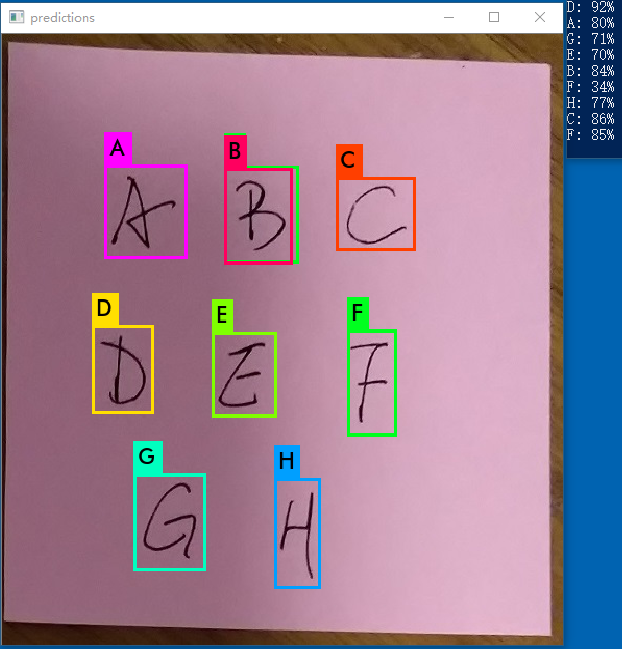 predictions
D: 92%
A: 80%
G: 71%
E: 70%
B: 84%
F: 34%
H: 77%
C: 86%
F: 85%
A B C
A B C
D E F
D E F
G H
G H